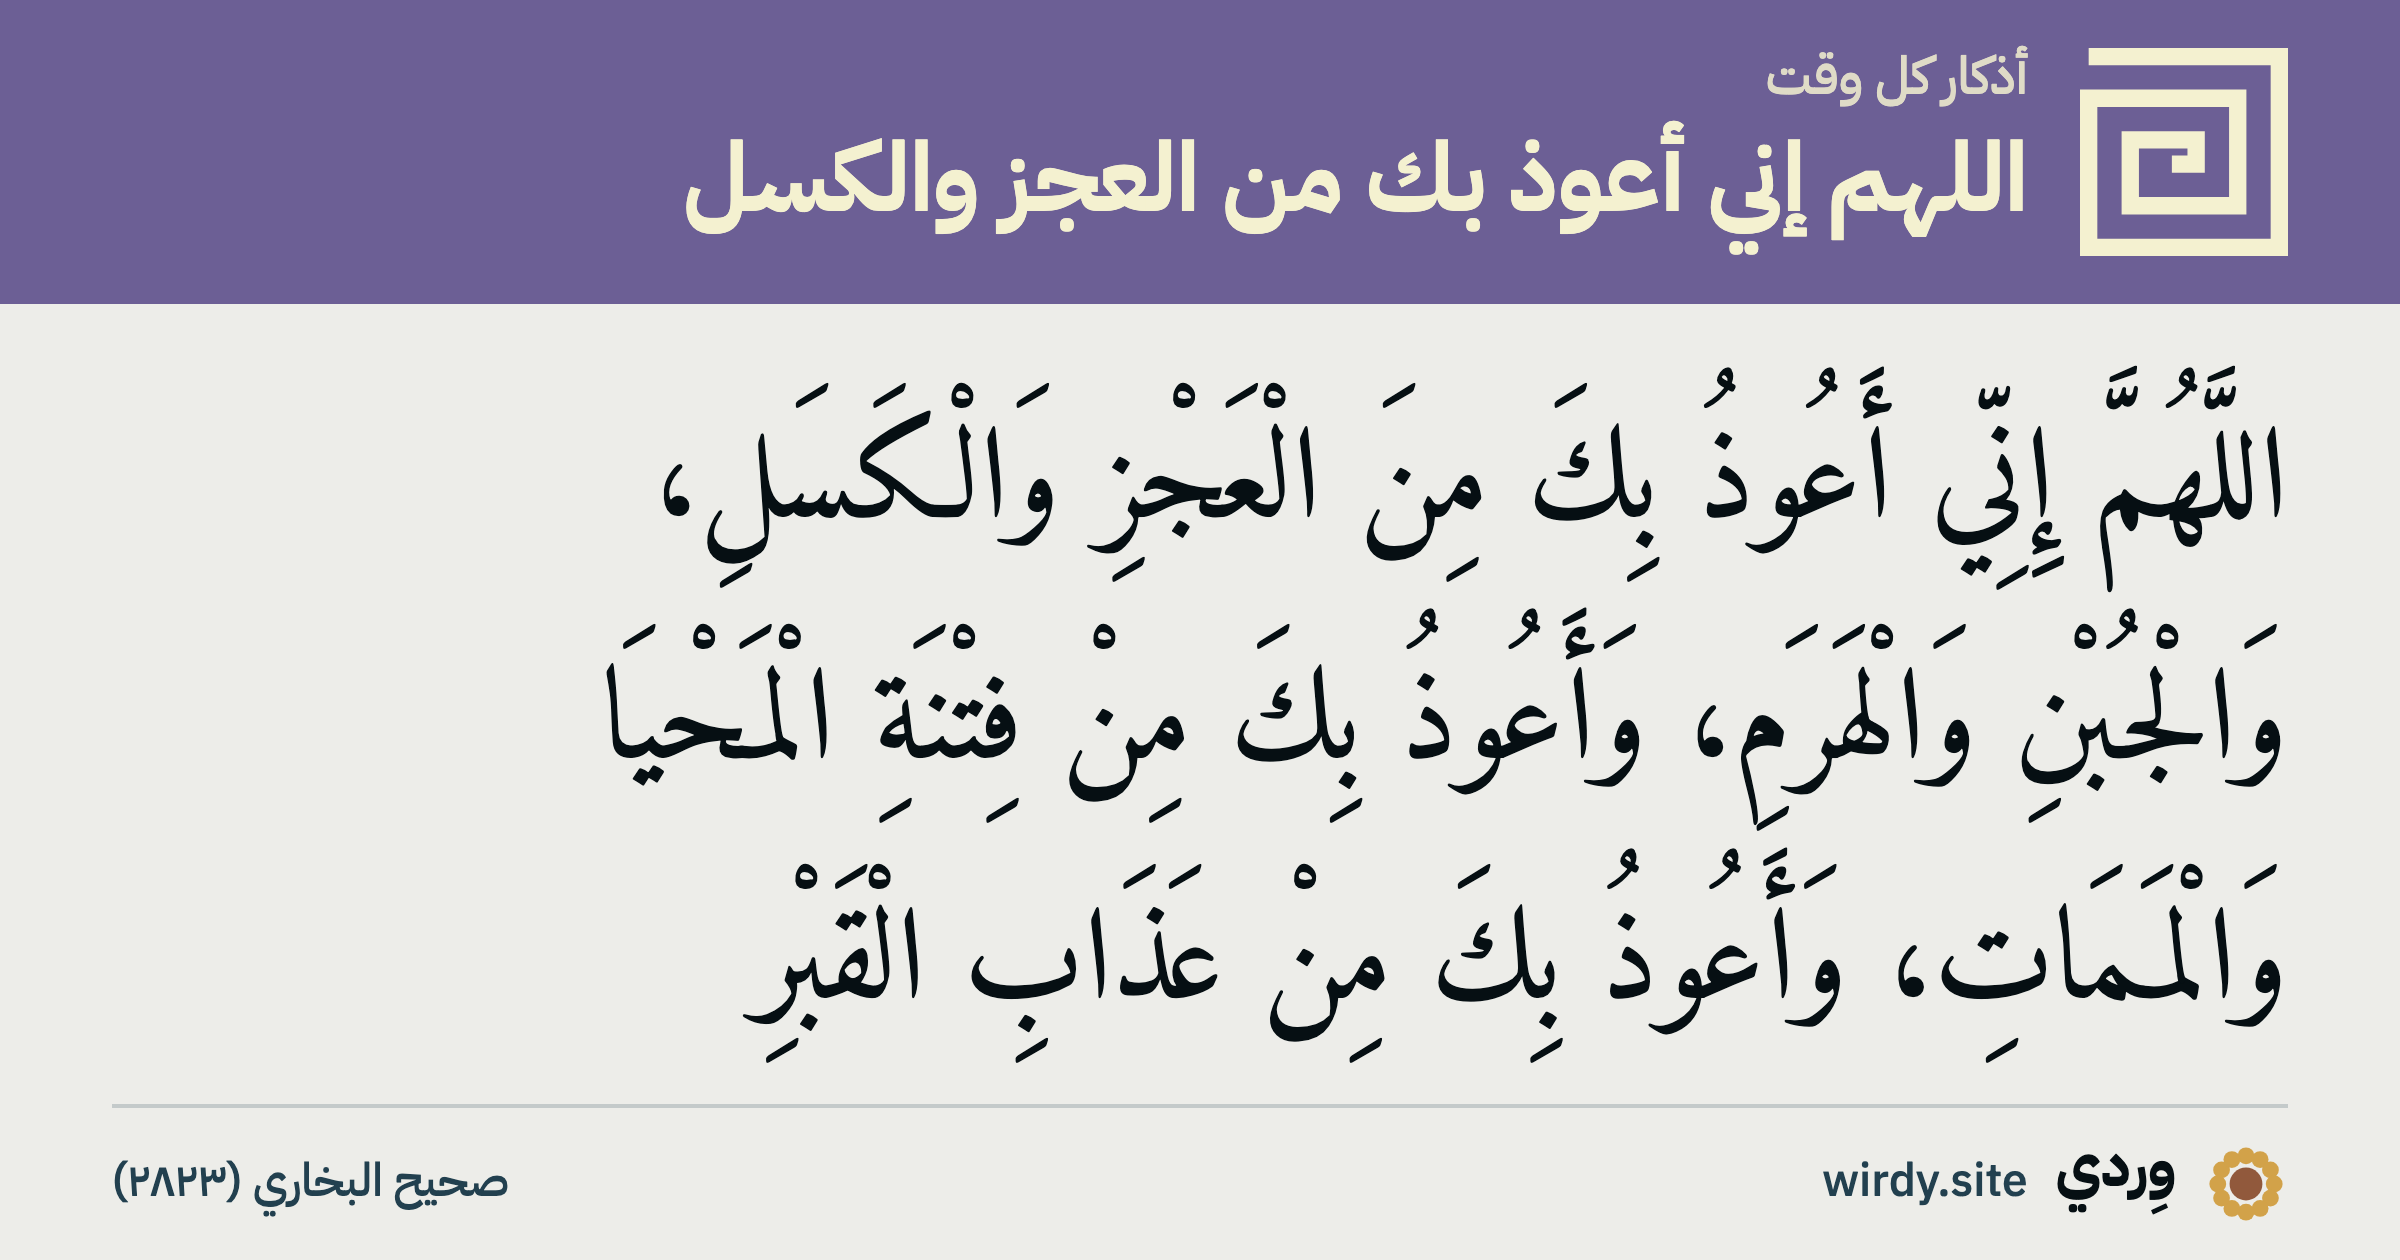 أذكار كل وقت
اللهم إني أعوذ بك من العجز والكسل
اللَّهُمَّ إِنِّي أَعُوذُ بِكَ مِنَ الْعَجْزِ وَالْكَسَلِ،
وَالْجُبْنِ وَالْهَرَمِ، وَأَعُوذُ بِكَ مِنْ فِتْنَةِ الْمَحْيَا
وَالْمَمَاتِ، وَأَعُوذُ بِكَ مِنْ عَذَابِ الْقَبْرِ
وِردي wirdy.site
صحيح البخاري (٢٨٢٣)